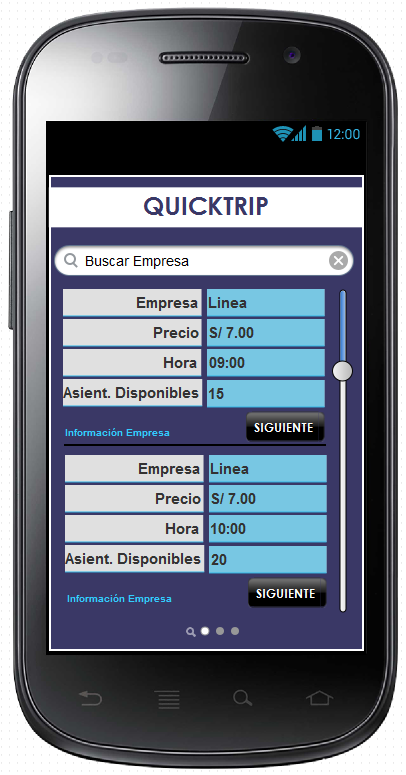 12:00
QUICKTRIP
Buscar Empresa
Empresa Linea
Precio S/ 7.00
Hora 09:00
Asient. Disponibles 15
Información Empresa SIGUIENTE
Empresa Linea
Precio S/ 7.00
Hora 10:00
Asient. Disponibles 20
Información Empresa SIGUIENTE